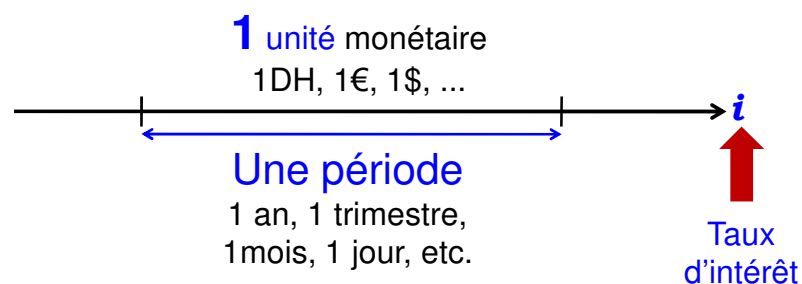 1 unité monétaire
1DH, 1€, 1$, ...
i
Une période
1 an, 1 trimestre,
1mois, 1 jour, etc.
Taux
d'intérêt